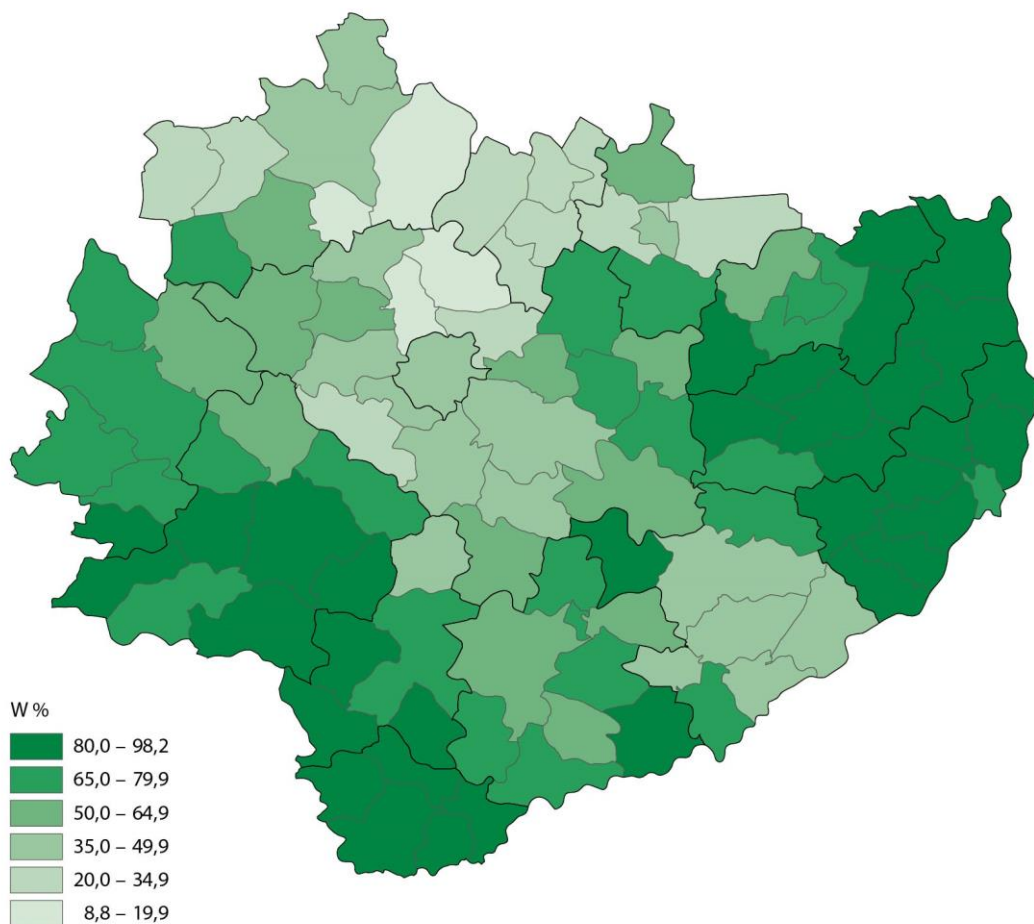 W %
80,0 – 98,2
65,0 – 79,9
50,0 – 64,9
35,0 – 49,9
20,0 – 34,9
8,8 – 19,9